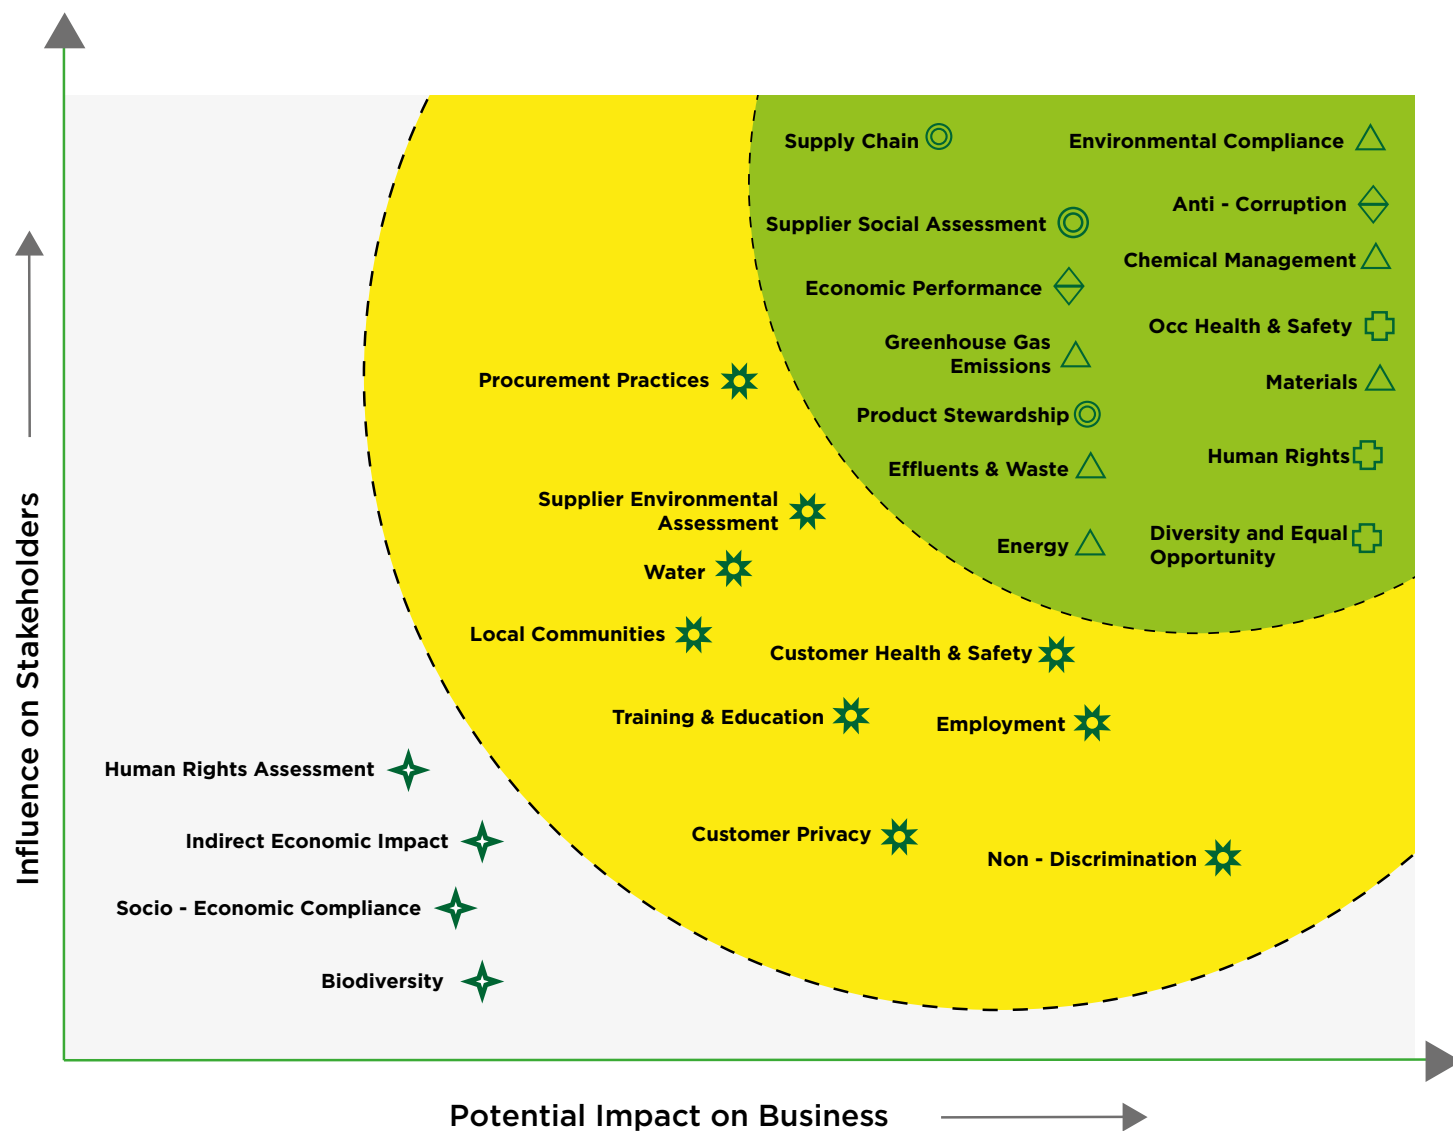 Supply Chain
Environmental Compliance
Anti - Corruption
Supplier Social Assessment
Chemical Management
Economic Performance
Occ Health & Safety
Greenhouse Gas
Emissions
Materials
Procurement Practices
Product Stewardship
Human Rights
Effluents & Waste
Supplier Environmental
Assessment
Energy
Diversity and Equal
Opportunity
Water
Local Communities
Customer Health & Safety
Training & Education
Employment
Human Rights Assessment
Indirect Economic Impact
Customer Privacy
Non - Discrimination
Socio - Economic Compliance
Biodiversity
Influence on Stakeholders
Potential Impact on Business